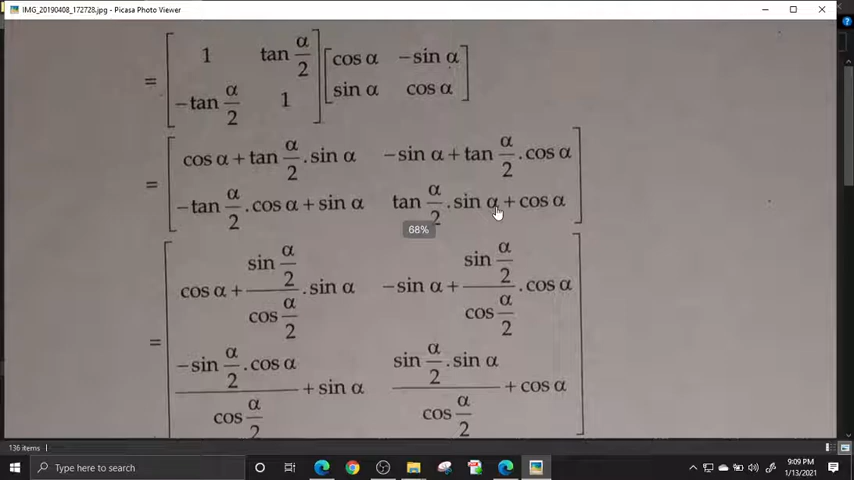 IMG_20190408_172728.jpg - Picasa Photo Viewer
= [ 1 tan α/2 ; -tan α/2 1 ] [ cos α -sin α ; sin α cos α ]
= [ cos α + tan α/2 . sin α -sin α + tan α/2 . cos α ; -tan α/2 . cos α + sin α tan α/2 . sin α + cos α ]
68%
= [ cos α + (sin α/2)/(cos α/2) . sin α -sin α + (sin α/2)/(cos α/2) . cos α ; (-sin α/2 . cos α)/(cos α/2) + sin α (sin α/2 . sin α)/(cos α/2) + cos α ]
136 items
Type here to search
9:09 PM
1/13/2021